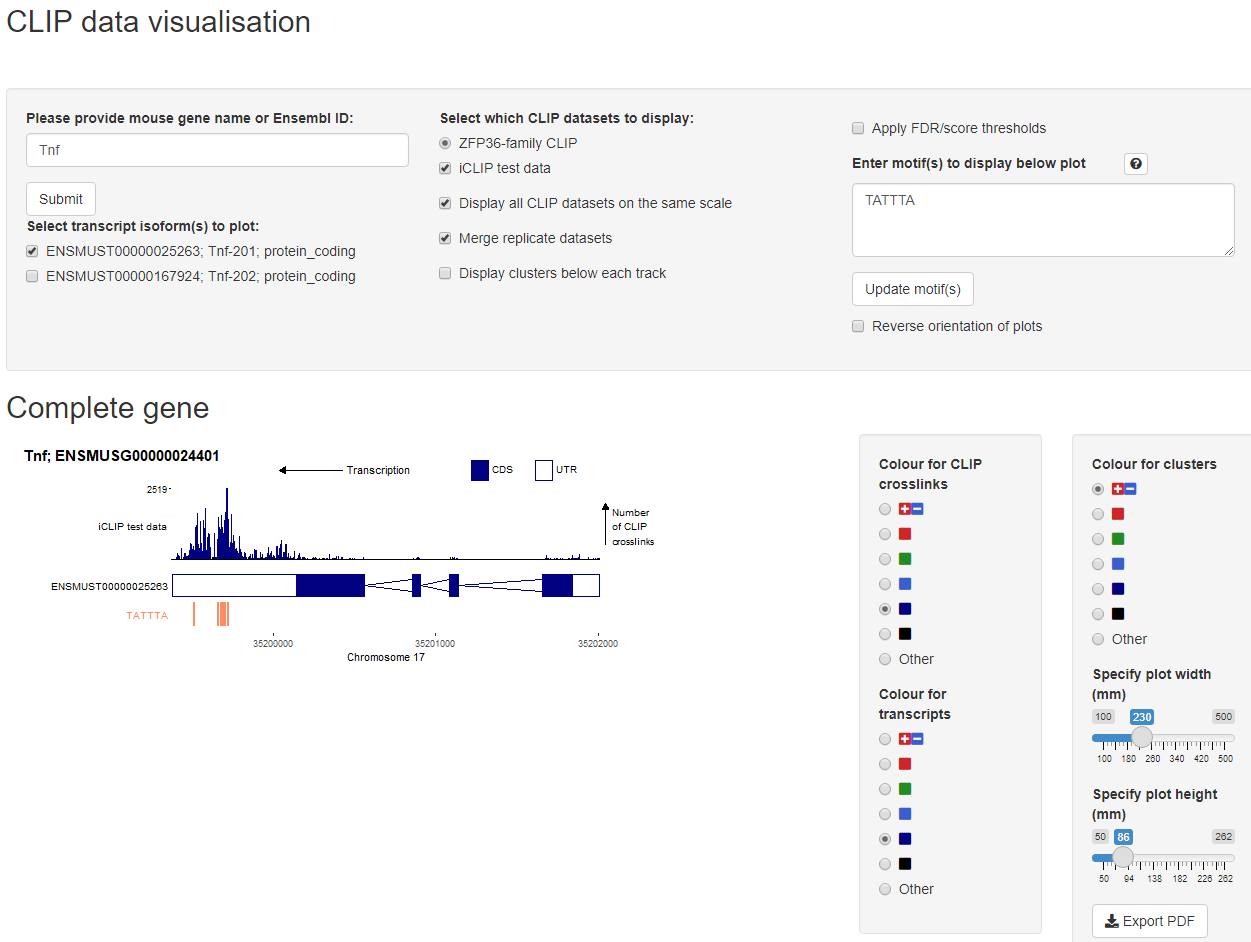 CLIP data visualisation
Please provide mouse gene name or Ensembl ID:
Tnf
Submit
Select transcript isoform(s) to plot:
ENSMUST00000025263; Tnf-201; protein_coding
ENSMUST00000167924; Tnf-202; protein_coding
Select which CLIP datasets to display:
ZFP36-family CLIP
iCLIP test data
Display all CLIP datasets on the same scale
Merge replicate datasets
Display clusters below each track
Apply FDR/score thresholds
Enter motif(s) to display below plot
?
TATTTA
Update motif(s)
Reverse orientation of plots
Complete gene
Tnf; ENSMUSG00000024401
Transcription
CDS
UTR
2519
iCLIP test data
Number
of CLIP
crosslinks
ENSMUST00000025263
TATTTA
35200000 35201000 35202000
Chromosome 17
Colour for CLIP
crosslinks
Other
Colour for
transcripts
Other
Colour for clusters
Other
Specify plot width
(mm)
100 230 500
100 180 260 340 420 500
Specify plot height
(mm)
50 86 262
50 94 138 182 226 262
Export PDF